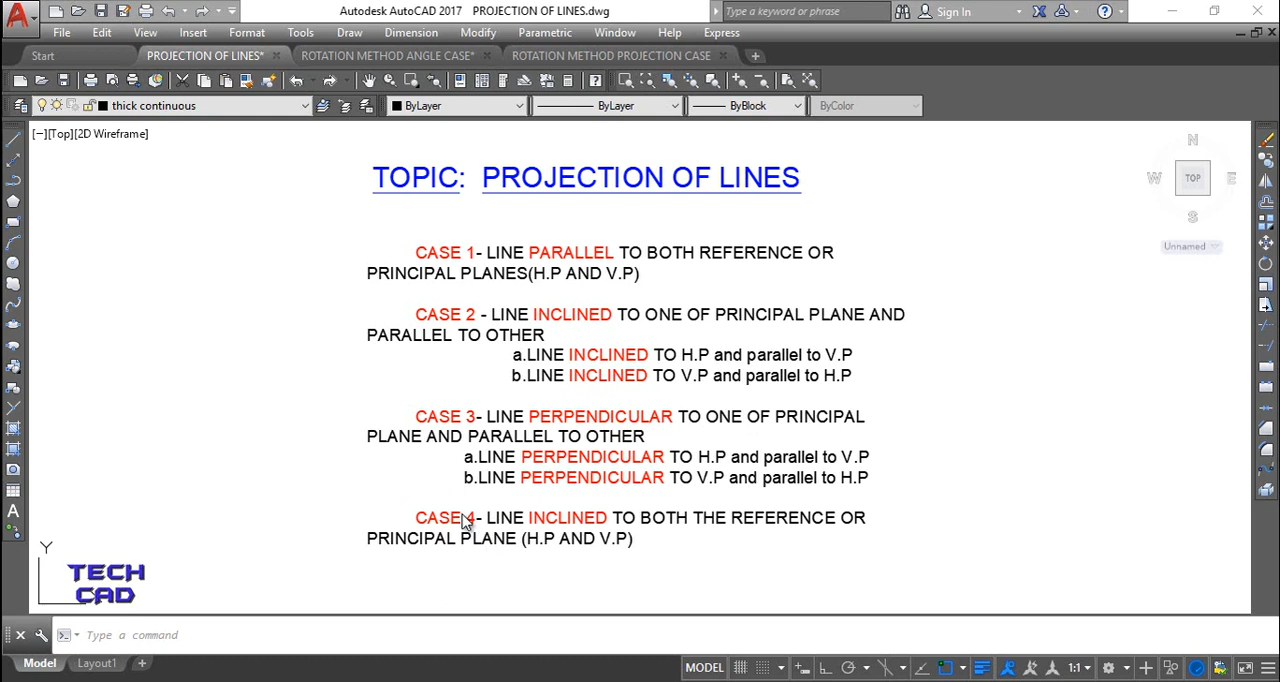 Autodesk AutoCAD 2017 PROJECTION OF LINES.dwg
Type a keyword or phrase
Sign In
File Edit View Insert Format Tools Draw Dimension Modify Parametric Window Help Express
Start
PROJECTION OF LINES*
ROTATION METHOD ANGLE CASE*
ROTATION METHOD PROJECTION CASE
thick continuous
ByLayer
ByLayer
ByBlock
ByColor
[−][Top][2D Wireframe]
N
W
TOP
E
S
Unnamed
TOPIC: PROJECTION OF LINES
CASE 1- LINE PARALLEL TO BOTH REFERENCE OR
PRINCIPAL PLANES(H.P AND V.P)
CASE 2 - LINE INCLINED TO ONE OF PRINCIPAL PLANE AND
PARALLEL TO OTHER
a.LINE INCLINED TO H.P and parallel to V.P
b.LINE INCLINED TO V.P and parallel to H.P
CASE 3- LINE PERPENDICULAR TO ONE OF PRINCIPAL
PLANE AND PARALLEL TO OTHER
a.LINE PERPENDICULAR TO H.P and parallel to V.P
b.LINE PERPENDICULAR TO V.P and parallel to H.P
CASE 4- LINE INCLINED TO BOTH THE REFERENCE OR
PRINCIPAL PLANE (H.P AND V.P)
Y
TECH
CAD
Type a command
Model
Layout1
MODEL
1:1